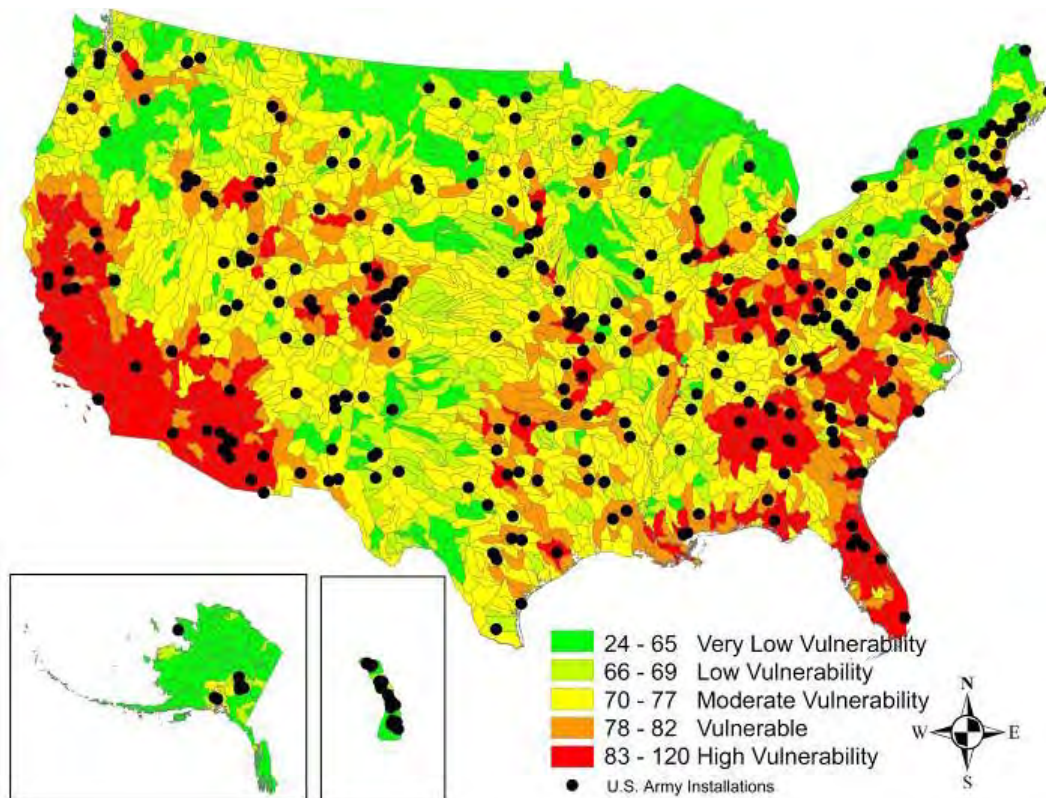 24 - 65 Very Low Vulnerability
66 - 69 Low Vulnerability
70 - 77 Moderate Vulnerability
78 - 82 Vulnerable
83 - 120 High Vulnerability
U.S. Army Installations
N
W E
S